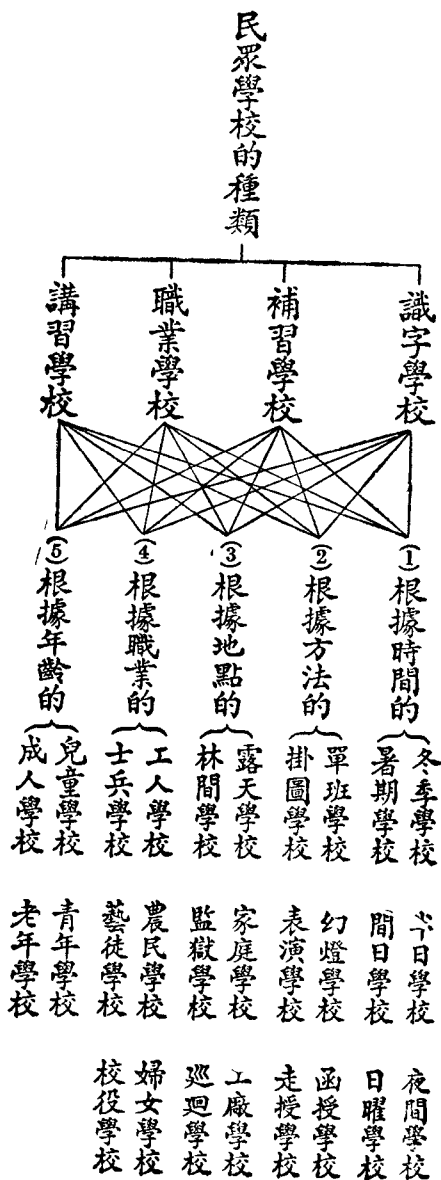 民眾學校的種類
識字學校
補習學校
職業學校
講習學校
(1)根據時間的
冬季學校 半日學校 夜間學校
暑期學校 間日學校 日曜學校
(2)根據方法的
單班學校 幻燈學校 函授學校
掛圖學校 表演學校 走授學校
(3)根據地點的
露天學校 家庭學校 工廠學校
林間學校 監獄學校 巡迴學校
(4)根據職業的
工人學校 農民學校 婦女學校
士兵學校 藝徒學校 校役學校
(5)根據年齡的
兒童學校 青年學校
成人學校 老年學校